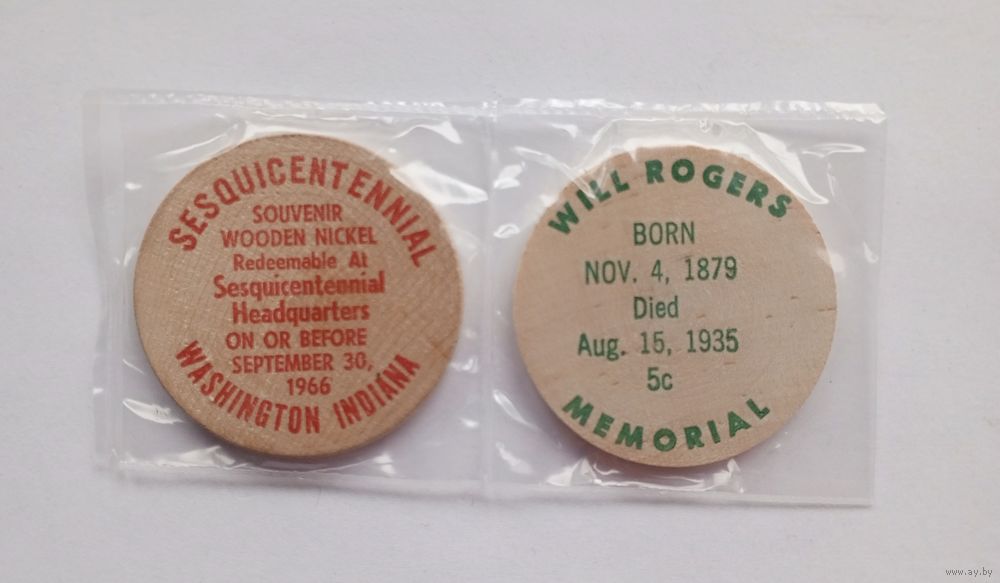 SESQUICENTENNIAL
SOUVENIR
WOODEN NICKEL
Redeemable At
Sesquicentennial
Headquarters
ON OR BEFORE
SEPTEMBER 30,
1966
WASHINGTON INDIANA
WILL ROGERS
BORN
NOV. 4, 1879
Died
Aug. 15, 1935
5c
MEMORIAL
www.ay.by